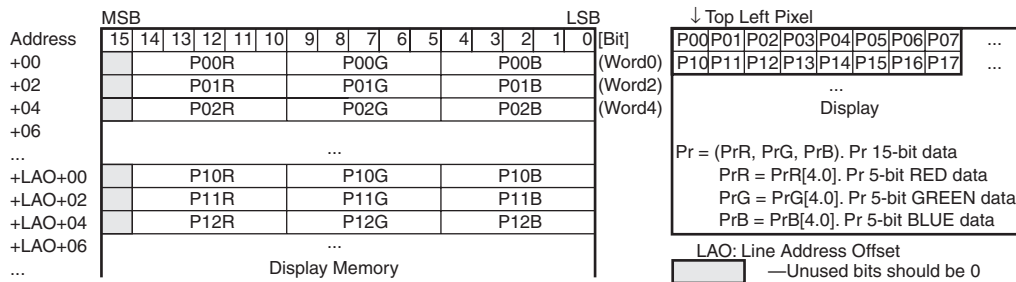 MSB LSB
Address 15 14 13 12 11 10 9 8 7 6 5 4 3 2 1 0 [Bit]
+00 P00R P00G P00B (Word0)
+02 P01R P01G P01B (Word2)
+04 P02R P02G P02B (Word4)
+06
... ...
+LAO+00 P10R P10G P10B
+LAO+02 P11R P11G P11B
+LAO+04 P12R P12G P12B
+LAO+06 ...
... Display Memory
↓ Top Left Pixel
P00 P01 P02 P03 P04 P05 P06 P07 ...
P10 P11 P12 P13 P14 P15 P16 P17 ...
...
Display
Pr = (PrR, PrG, PrB). Pr 15-bit data
PrR = PrR[4.0]. Pr 5-bit RED data
PrG = PrG[4.0]. Pr 5-bit GREEN data
PrB = PrB[4.0]. Pr 5-bit BLUE data
LAO: Line Address Offset
—Unused bits should be 0